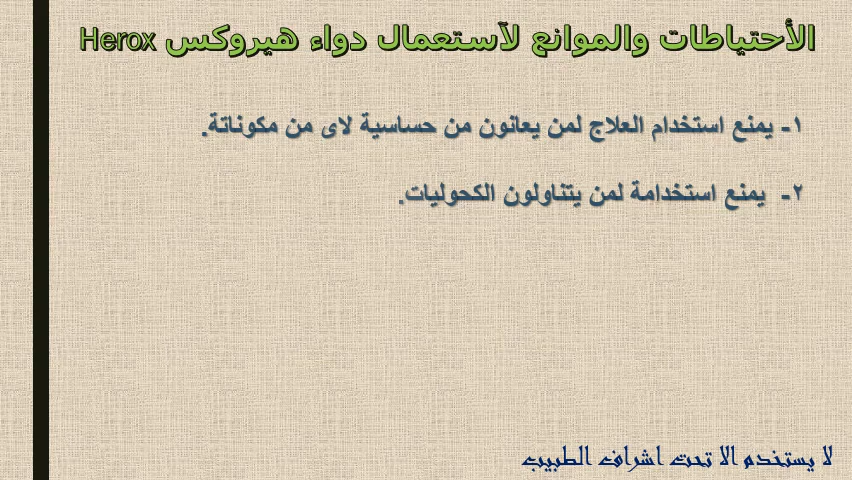 الأحتياطات والموانع لآستعمال دواء هيروكس Herox
١- يمنع استخدام العلاج لمن يعانون من حساسية لاى من مكوناتة.
٢- يمنع استخدامة لمن يتناولون الكحوليات.
لا يستخدم الا تحت اشراف الطبيب